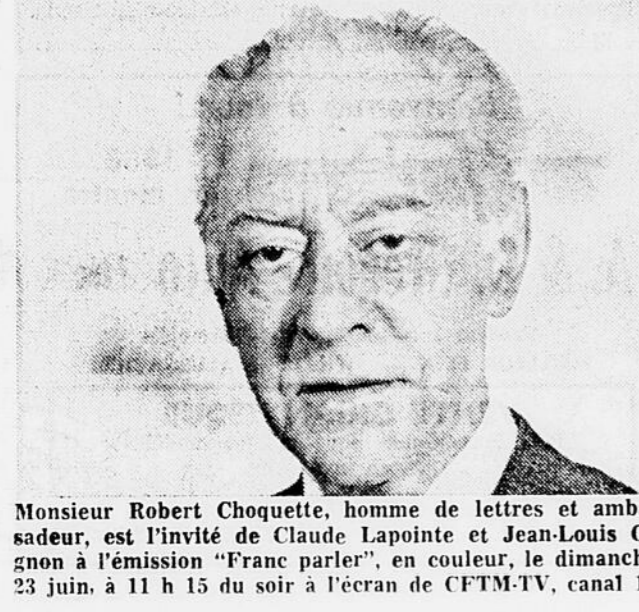 Monsieur Robert Choquette, homme de lettres et amb
sadeur, est l'invité de Claude Lapointe et Jean-Louis
gnon à l'émission "Franc parler", en couleur, le dimanch
23 juin, à 11 h 15 du soir à l'écran de CFTM-TV, canal 1